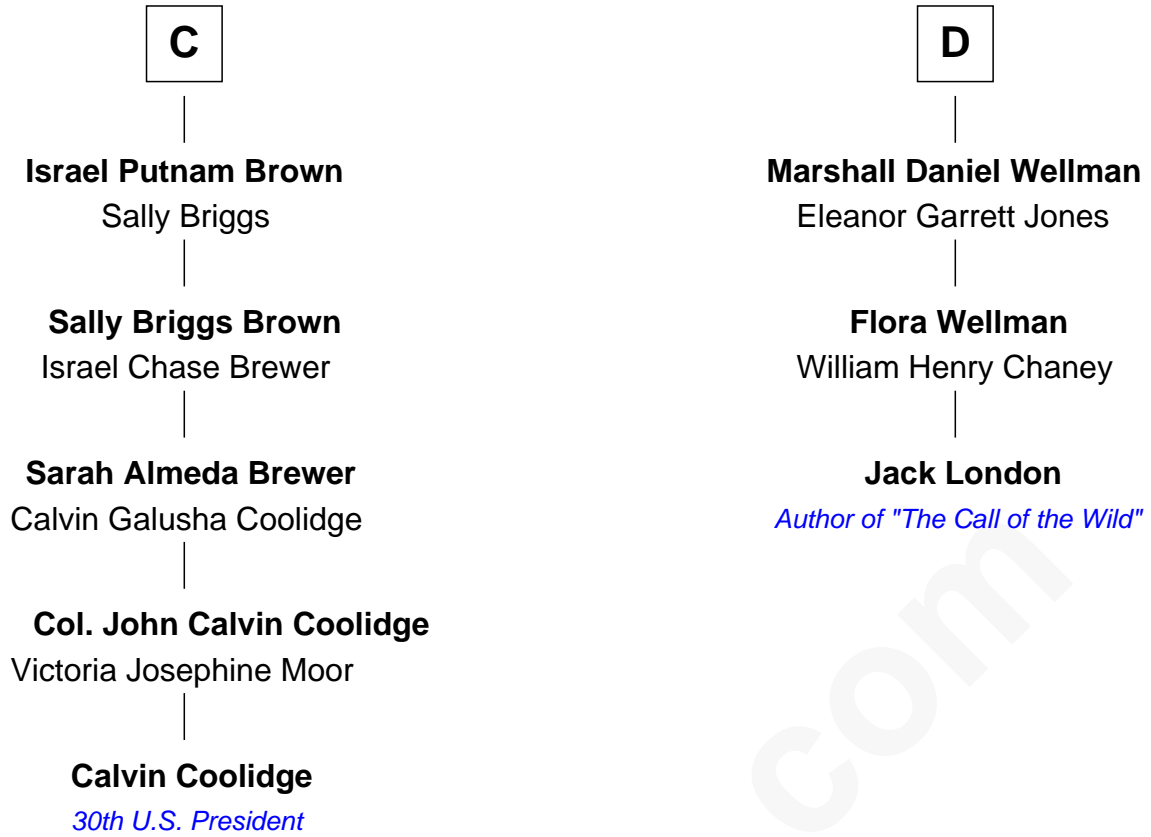 C
Israel Putnam Brown
Sally Briggs
Sally Briggs Brown
Israel Chase Brewer
Sarah Almeda Brewer
Calvin Galusha Coolidge
Col. John Calvin Coolidge
Victoria Josephine Moor
Calvin Coolidge
30th U.S. President
D
Marshall Daniel Wellman
Eleanor Garrett Jones
Flora Wellman
William Henry Chaney
Jack London
Author of "The Call of the Wild"
com